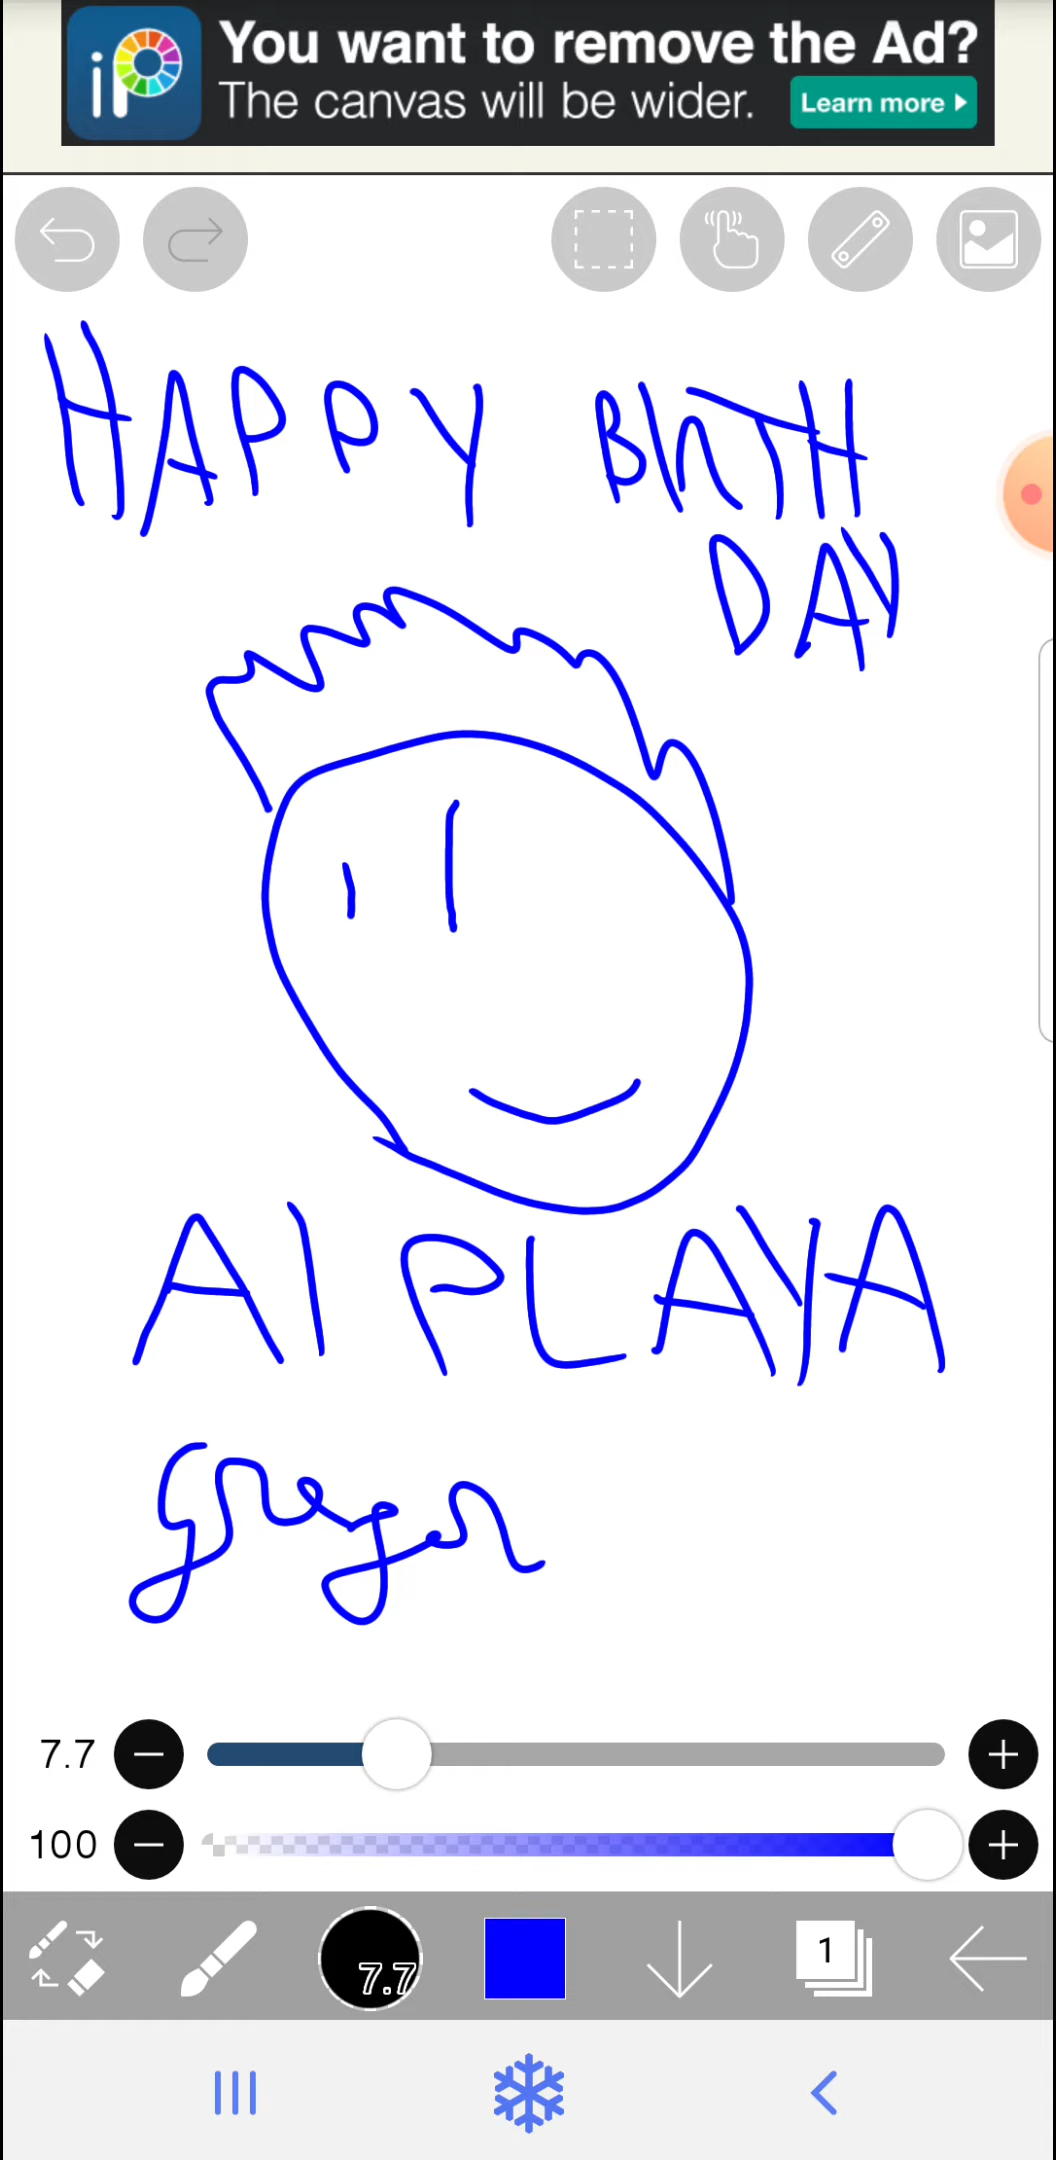 You want to remove the Ad?
The canvas will be wider.
Learn more
HAPPY BIRTH
DAY
AI PLAYA
greger
7.7
100
7.7
1